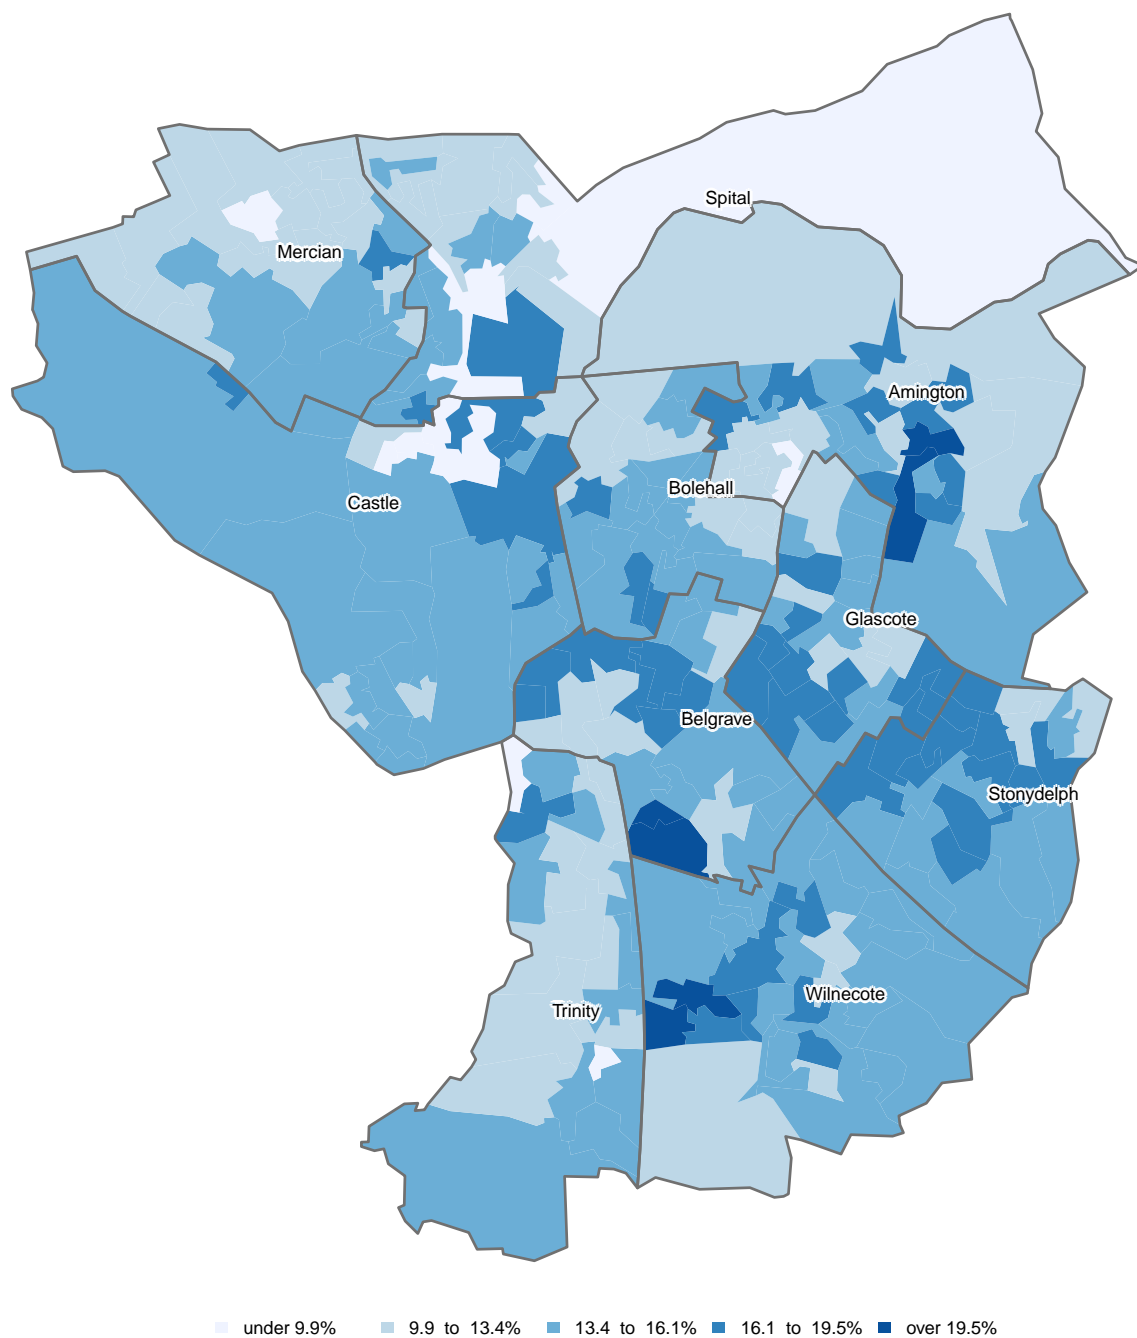 Spital
Mercian
Amington
Bolehall
Castle
Glascote
Belgrave
Stonydelph
Wilnecote
Trinity
under 9.9% 9.9 to 13.4% 13.4 to 16.1% 16.1 to 19.5% over 19.5%